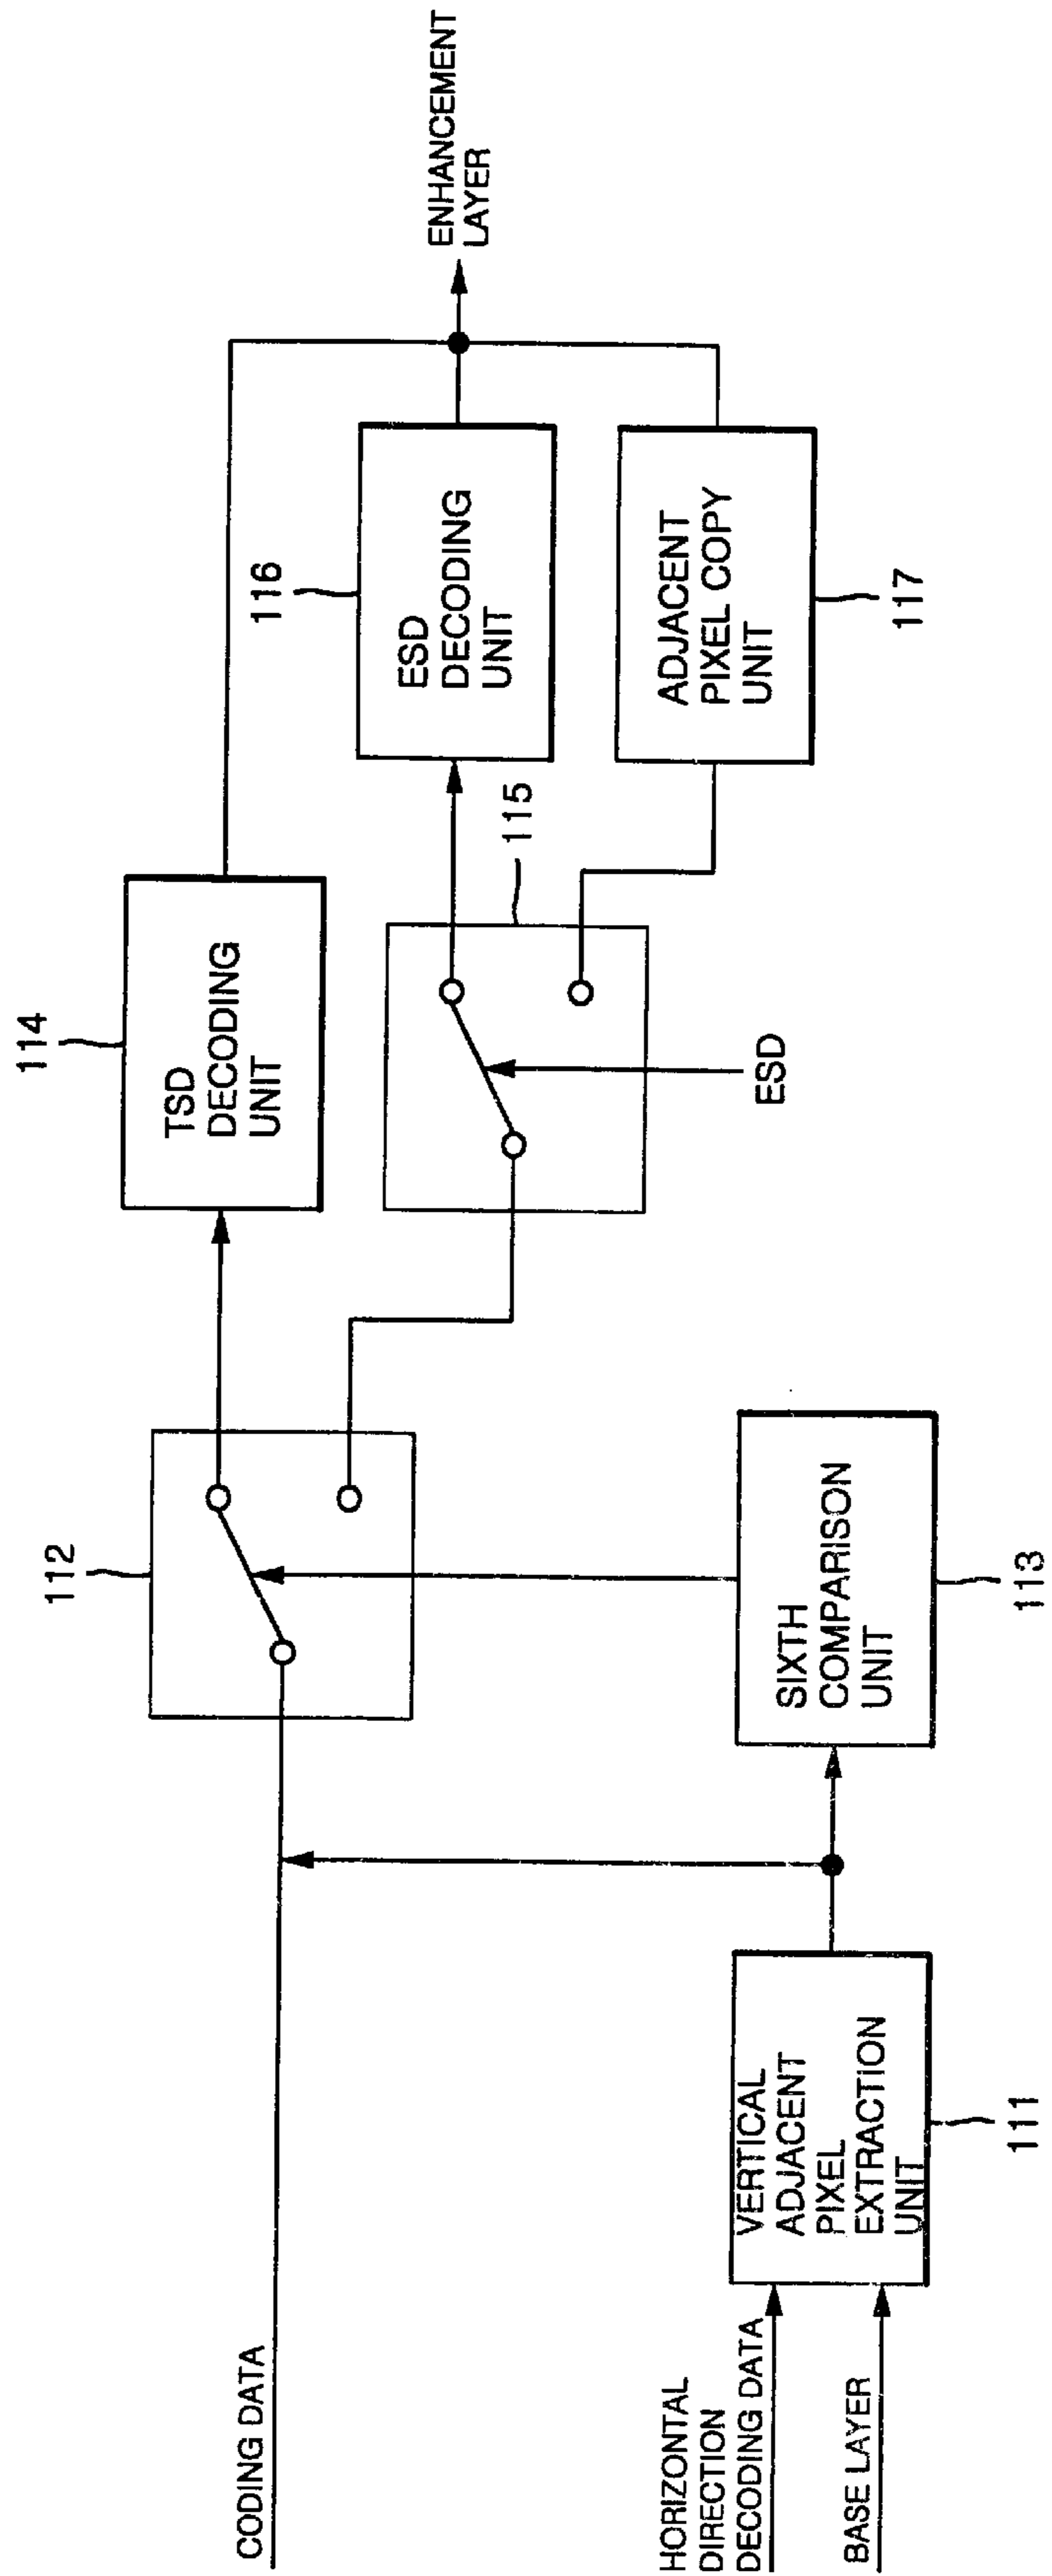 CODING DATA
HORIZONTAL
DIRECTION
DECODING DATA
BASE LAYER
VERTICAL
ADJACENT
PIXEL
EXTRACTION
UNIT
111
112
SIXTH
COMPARISON
UNIT
113
114
TSD
DECODING
UNIT
115
ESD
116
ESD
DECODING
UNIT
ADJACENT
PIXEL COPY
UNIT
117
ENHANCEMENT
LAYER